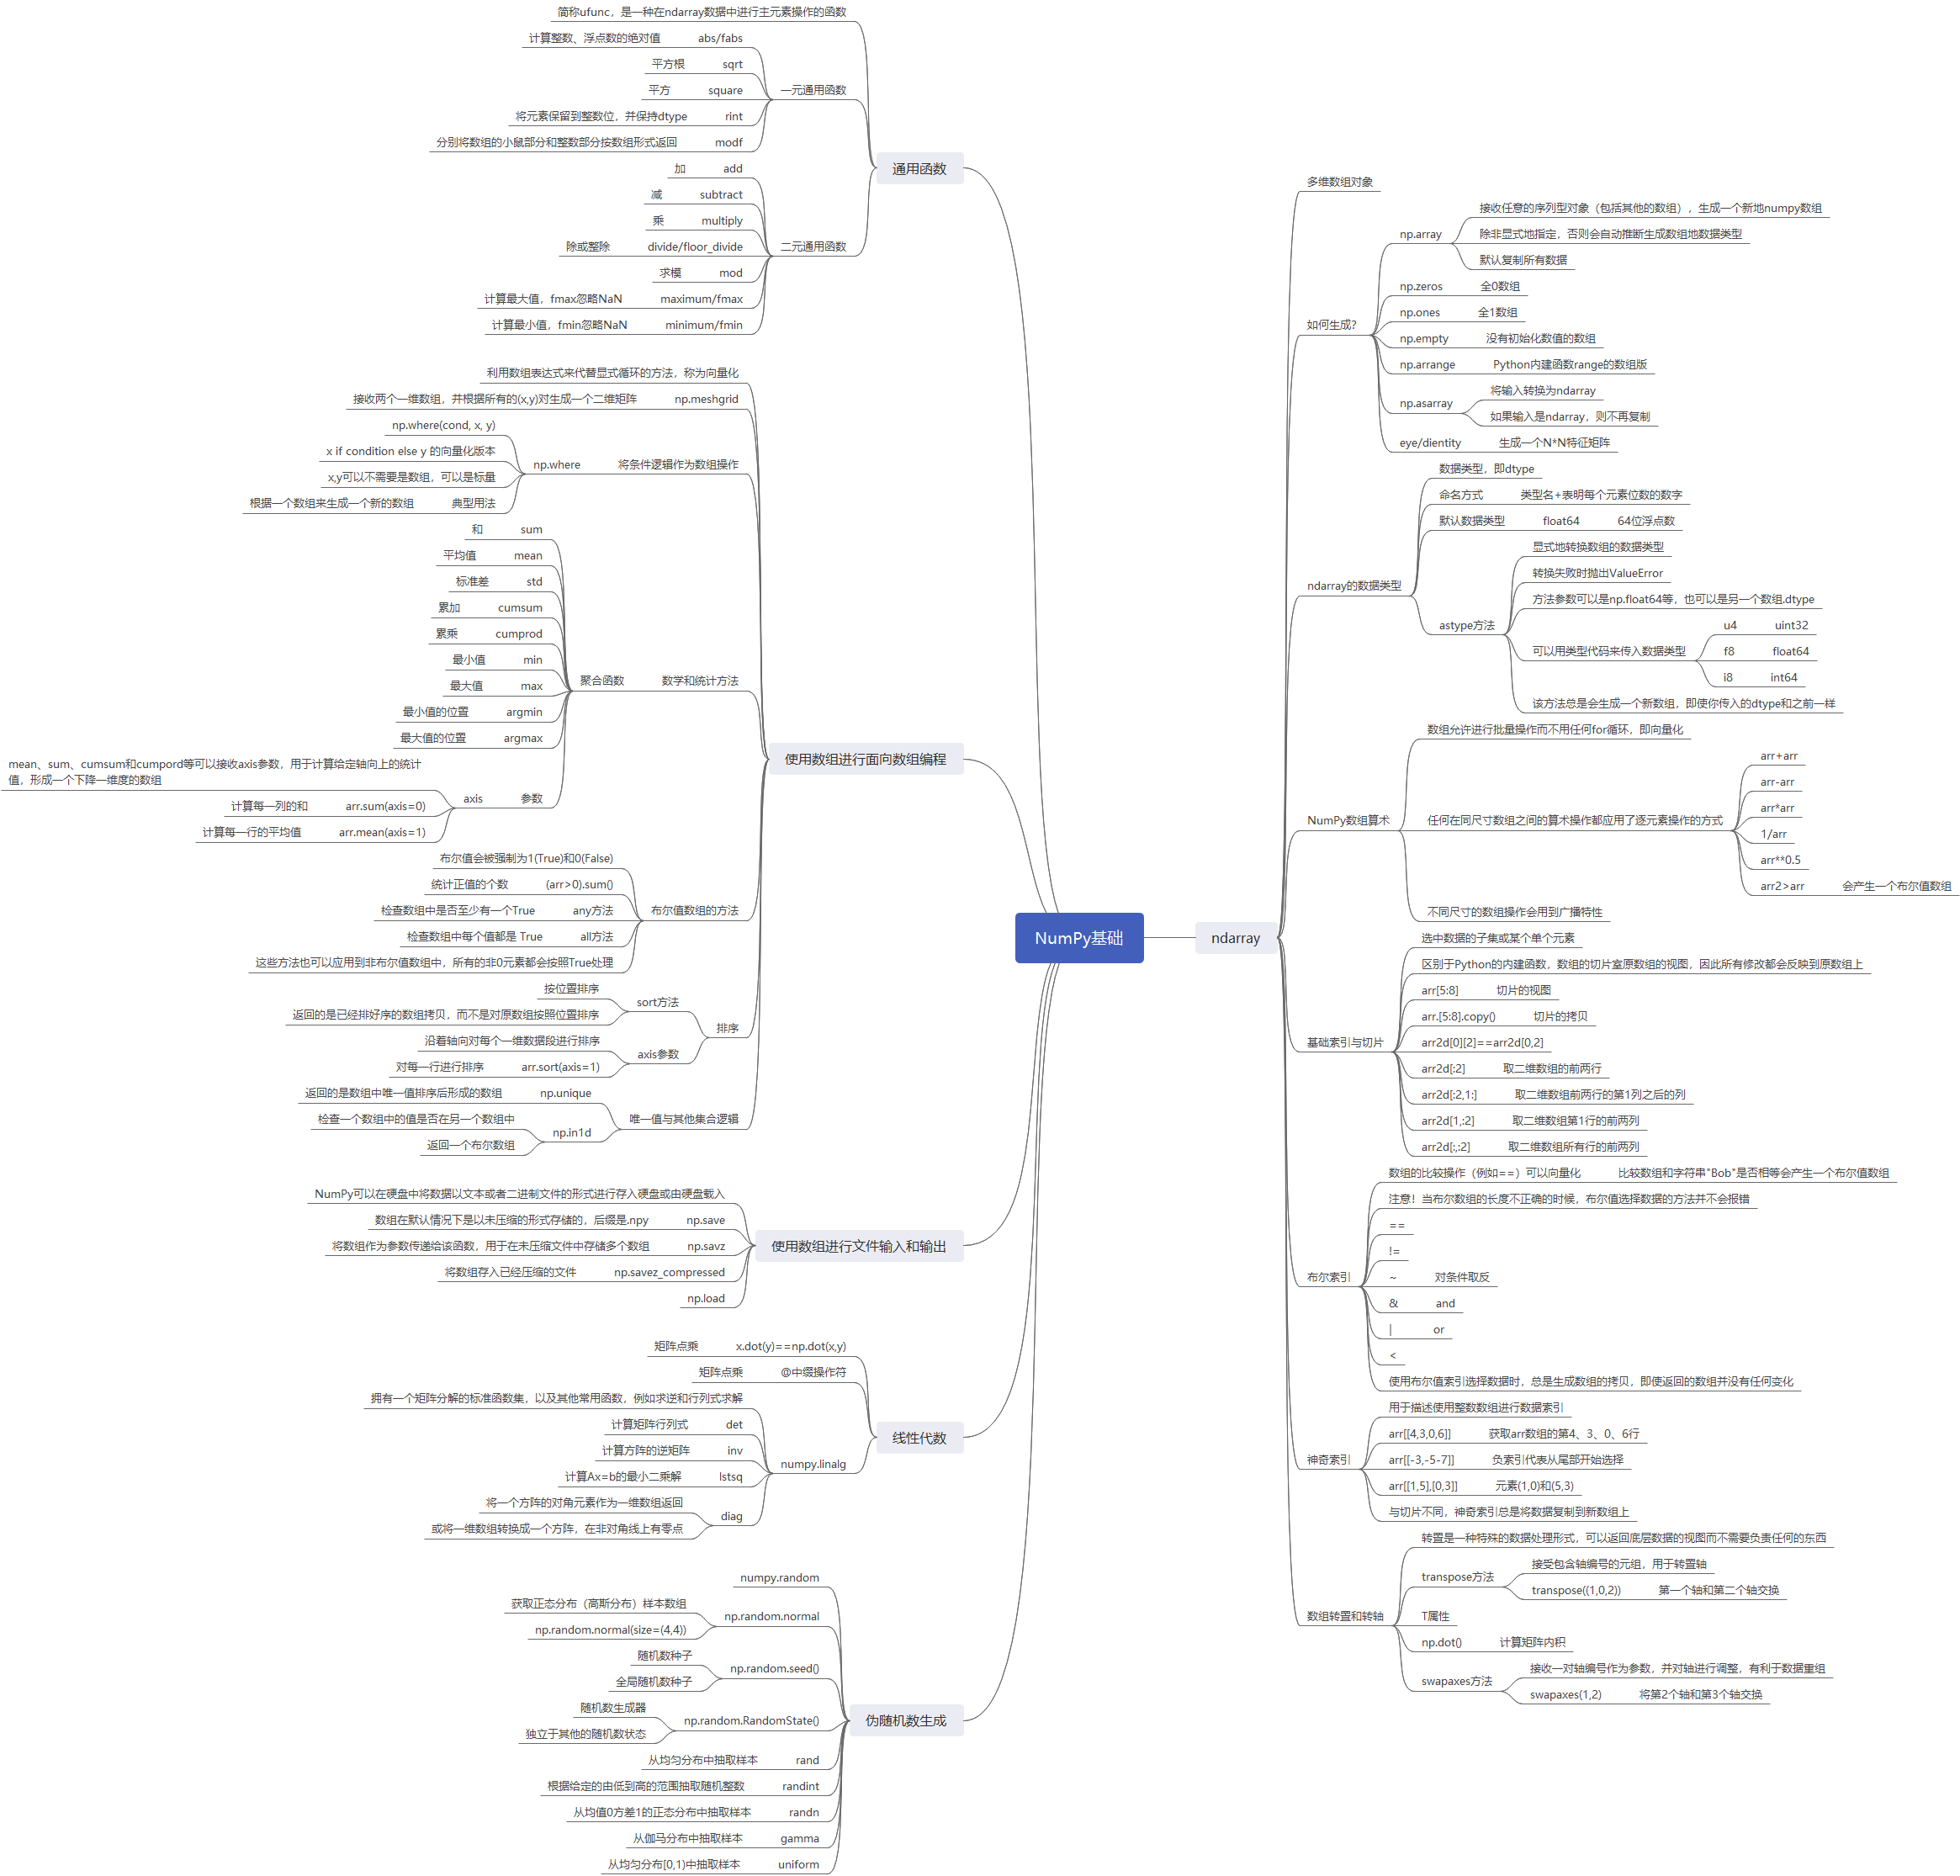 NumPy基础
ndarray
多维数组对象
如何生成？
np.array
接收任意的序列型对象（包括其他的数组），生成一个新地numpy数组
除非显式地指定，否则会自动推断生成数组地数据类型
默认复制所有数据
np.zeros 全0数组
np.ones 全1数组
np.empty 没有初始化数值的数组
np.arrange Python内建函数range的数组版
np.asarray
将输入转换为ndarray
如果输入是ndarray，则不再复制
eye/dientity 生成一个N*N特征矩阵
ndarray的数据类型
数据类型，即dtype
命名方式 类型名+表明每个元素位数的数字
默认数据类型 float64 64位浮点数
astype方法
显式地转换数组的数据类型
转换失败时抛出ValueError
方法参数可以是np.float64等，也可以是另一个数组.dtype
可以用类型代码来传入数据类型
u4 uint32
f8 float64
i8 int64
该方法总是会生成一个新数组，即使你传入的dtype和之前一样
NumPy数组算术
数组允许进行批量操作而不用任何for循环，即向量化
任何在同尺寸数组之间的算术操作都应用了逐元素操作的方式
arr+arr
arr-arr
arr*arr
1/arr
arr**0.5
arr2>arr 会产生一个布尔值数组
不同尺寸的数组操作会用到广播特性
基础索引与切片
选中数据的子集或某个单个元素
区别于Python的内建函数，数组的切片室原数组的视图，因此所有修改都会反映到原数组上
arr[5:8] 切片的视图
arr.[5:8].copy() 切片的拷贝
arr2d[0][2]==arr2d[0,2]
arr2d[:2] 取二维数组的前两行
arr2d[:2,1:] 取二维数组前两行的第1列之后的列
arr2d[1,:2] 取二维数组第1行的前两列
arr2d[:,:2] 取二维数组所有行的前两列
布尔索引
数组的比较操作（例如==）可以向量化 比较数组和字符串"Bob"是否相等会产生一个布尔值数组
注意！当布尔数组的长度不正确的时候，布尔值选择数据的方法并不会报错
==
!=
~ 对条件取反
& and
| or
<
使用布尔值索引选择数据时，总是生成数组的拷贝，即使返回的数组并没有任何变化
神奇索引
用于描述使用整数数组进行数据索引
arr[[4,3,0,6]] 获取arr数组的第4、3、0、6行
arr[[-3,-5-7]] 负索引代表从尾部开始选择
arr[[1,5],[0,3]] 元素(1,0)和(5,3)
与切片不同，神奇索引总是将数据复制到新数组上
数组转置和转轴
转置是一种特殊的数据处理形式，可以返回底层数据的视图而不需要负责任何的东西
transpose方法
接受包含轴编号的元组，用于转置轴
transpose((1,0,2)) 第一个轴和第二个轴交换
T属性
np.dot() 计算矩阵内积
swapaxes方法
接收一对轴编号作为参数，并对轴进行调整，有利于数据重组
swapaxes(1,2) 将第2个轴和第3个轴交换
通用函数
简称ufunc，是一种在ndarray数据中进行主元素操作的函数
一元通用函数
计算整数、浮点数的绝对值 abs/fabs
平方根 sqrt
平方 square
将元素保留到整数位，并保持dtype rint
分别将数组的小鼠部分和整数部分按数组形式返回 modf
二元通用函数
加 add
减 subtract
乘 multiply
除或整除 divide/floor_divide
求模 mod
计算最大值，fmax忽略NaN maximum/fmax
计算最小值，fmin忽略NaN minimum/fmin
使用数组进行面向数组编程
利用数组表达式来代替显式循环的方法，称为向量化
接收两个一维数组，并根据所有的(x,y)对生成一个二维矩阵 np.meshgrid
np.where 将条件逻辑作为数组操作
np.where(cond, x, y)
x if condition else y 的向量化版本
x,y可以不需要是数组，可以是标量
根据一个数组来生成一个新的数组 典型用法
聚合函数 数学和统计方法
和 sum
平均值 mean
标准差 std
累加 cumsum
累乘 cumprod
最小值 min
最大值 max
最小值的位置 argmin
最大值的位置 argmax
axis 参数
mean、sum、cumsum和cumpord等可以接收axis参数，用于计算给定轴向上的统计
值，形成一个下降一维度的数组
计算每一列的和 arr.sum(axis=0)
计算每一行的平均值 arr.mean(axis=1)
布尔值数组的方法
布尔值会被强制为1(True)和0(False)
统计正值的个数 (arr>0).sum()
检查数组中是否至少有一个True any方法
检查数组中每个值都是 True all方法
这些方法也可以应用到非布尔值数组中，所有的非0元素都会按照True处理
排序
sort方法
按位置排序
返回的是已经排好序的数组拷贝，而不是对原数组按照位置排序
axis参数
沿着轴向对每个一维数据段进行排序
对每一行进行排序 arr.sort(axis=1)
唯一值与其他集合逻辑
返回的是数组中唯一值排序后形成的数组 np.unique
np.in1d
检查一个数组中的值是否在另一个数组中
返回一个布尔数组
使用数组进行文件输入和输出
NumPy可以在硬盘中将数据以文本或者二进制文件的形式进行存入硬盘或由硬盘载入
数组在默认情况下是以未压缩的形式存储的，后缀是.npy np.save
将数组作为参数传递给该函数，用于在未压缩文件中存储多个数组 np.savz
将数组存入已经压缩的文件 np.savez_compressed
np.load
线性代数
矩阵点乘 x.dot(y)==np.dot(x,y)
矩阵点乘 @中缀操作符
numpy.linalg
拥有一个矩阵分解的标准函数集，以及其他常用函数，例如求逆和行列式求解
计算矩阵行列式 det
计算方阵的逆矩阵 inv
计算Ax=b的最小二乘解 lstsq
diag
将一个方阵的对角元素作为一维数组返回
或将一维数组转换成一个方阵，在非对角线上有零点
伪随机数生成
numpy.random
np.random.normal
获取正态分布（高斯分布）样本数组
np.random.normal(size=(4,4))
np.random.seed()
随机数种子
全局随机数种子
np.random.RandomState()
随机数生成器
独立于其他的随机数状态
从均匀分布中抽取样本 rand
根据给定的由低到高的范围抽取随机整数 randint
从均值0方差1的正态分布中抽取样本 randn
从伽马分布中抽取样本 gamma
从均匀分布[0,1)中抽取样本 uniform